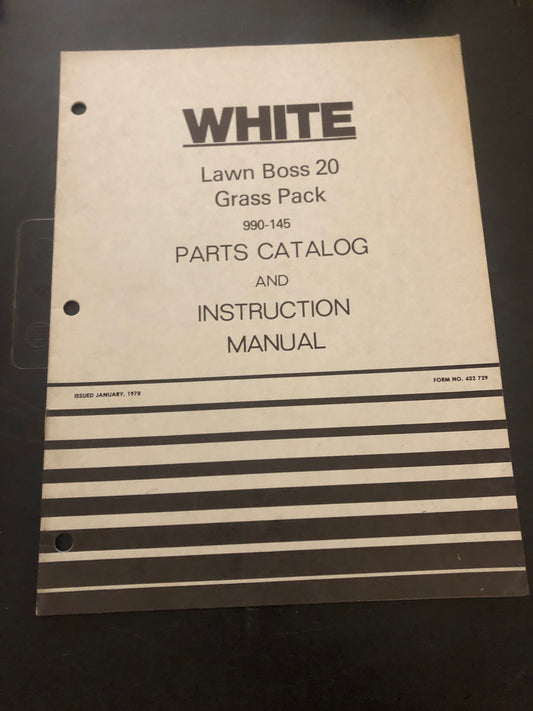 WHITE
Lawn Boss 20
Grass Pack
990-145
PARTS CATALOG
AND
INSTRUCTION
MANUAL
ISSUED JANUARY, 1978
FORM NO. 432 729